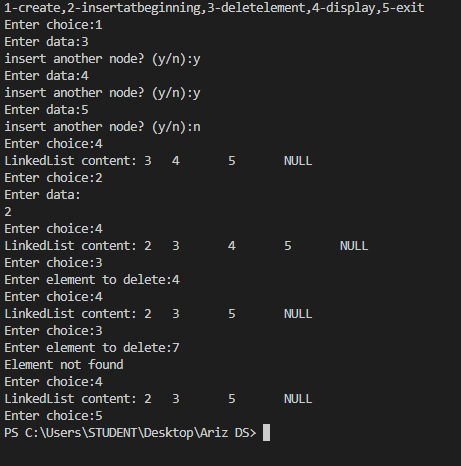 1-create,2-insertatbeginning,3-deletelement,4-display,5-exit
Enter choice:1
Enter data:3
insert another node? (y/n):y
Enter data:4
insert another node? (y/n):y
Enter data:5
insert another node? (y/n):n
Enter choice:4
LinkedList content: 3	4	5	NULL
Enter choice:2
Enter data:
2
Enter choice:4
LinkedList content: 2	3	4	5	NULL
Enter choice:3
Enter element to delete:4
Enter choice:4
LinkedList content: 2	3	5	NULL
Enter choice:3
Enter element to delete:7
Element not found
Enter choice:4
LinkedList content: 2	3	5	NULL
Enter choice:5
PS C:\Users\STUDENT\Desktop\Ariz DS>